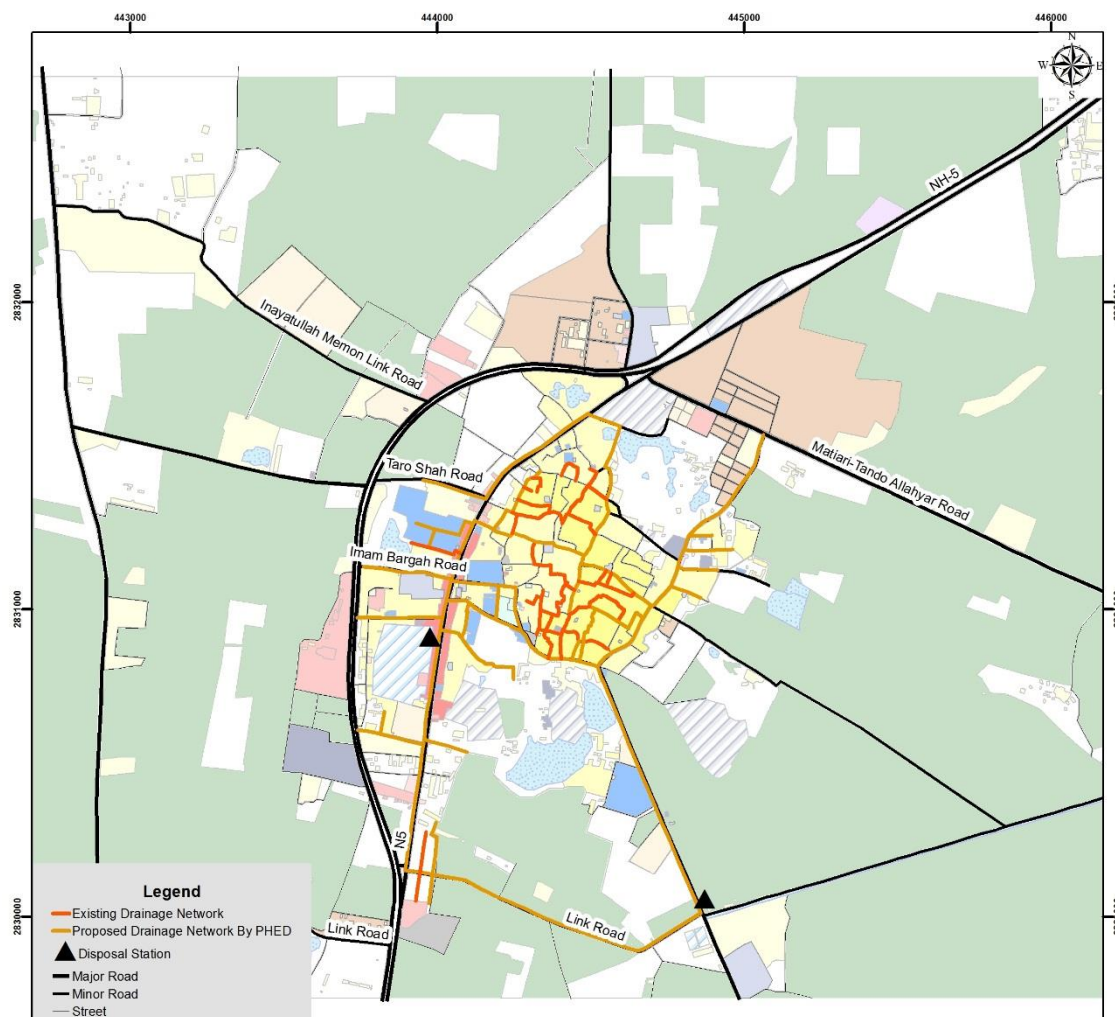 443000
444000
445000
446000
N
W
E
S
NH-5
2832000
Inayatullah Memon Link Road
Taro Shah Road
Matiari-Tando Allahyar Road
Imam Bargah Road
2831000
N5
2830000
Link Road
Link Road
Legend
Existing Drainage Network
Proposed Drainage Network By PHED
Disposal Station
Major Road
Minor Road
Street